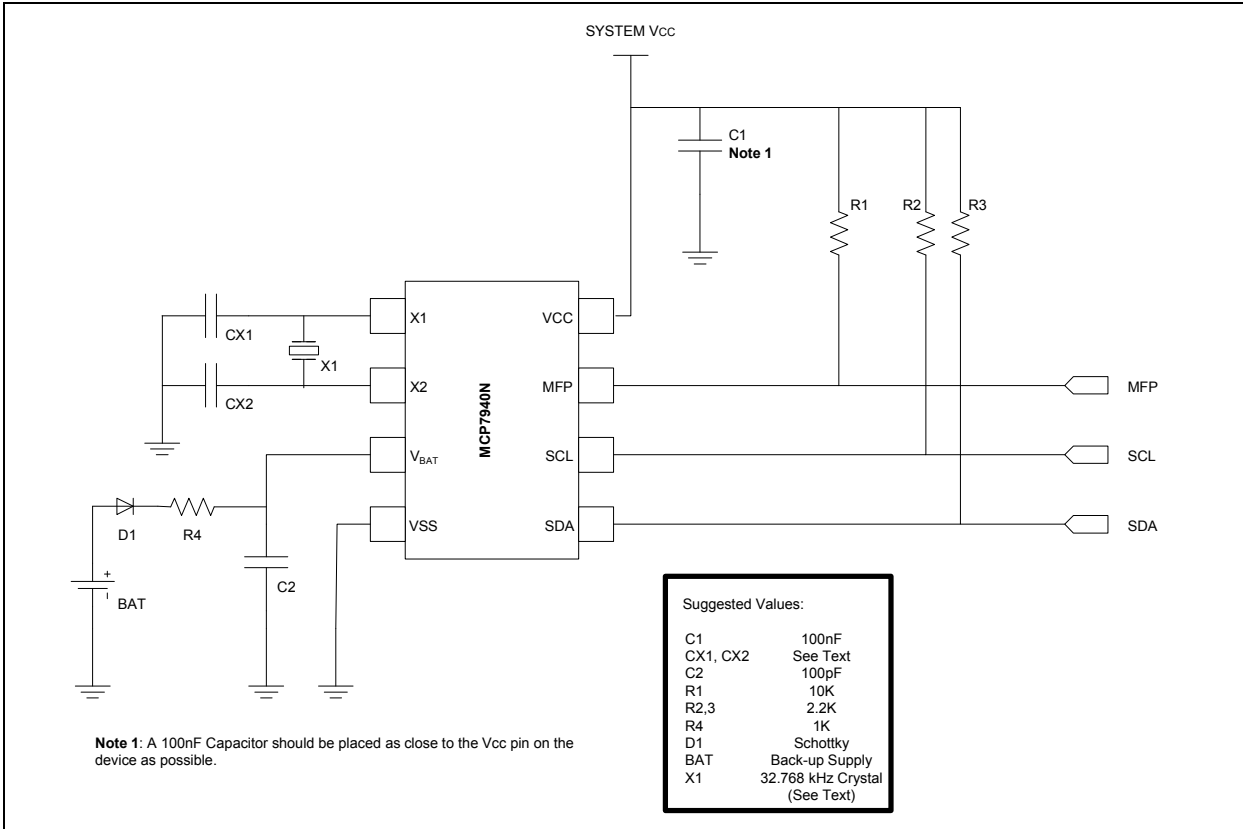 SYSTEM VCC
C1
Note 1
R1
R2
R3
CX1
X1
CX2
X1
VCC
X2
MFP
MCP7940N
VBAT
SCL
VSS
SDA
MFP
SCL
SDA
D1
R4
C2
+
–
BAT
Suggested Values:
C1 100nF
CX1, CX2 See Text
C2 100pF
R1 10K
R2,3 2.2K
R4 1K
D1 Schottky
BAT Back-up Supply
X1 32.768 kHz Crystal
(See Text)
Note 1: A 100nF Capacitor should be placed as close to the Vcc pin on the
device as possible.